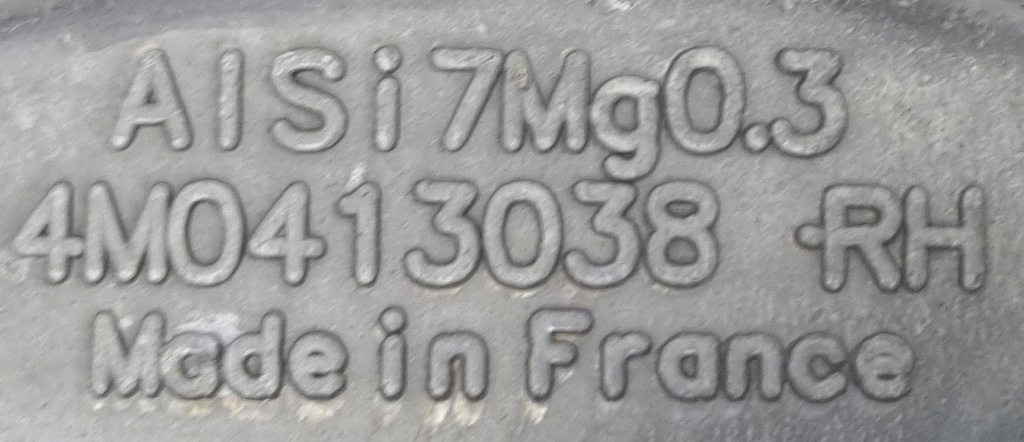 AlSi7Mg0.3
4M0413038 RH
Made in France